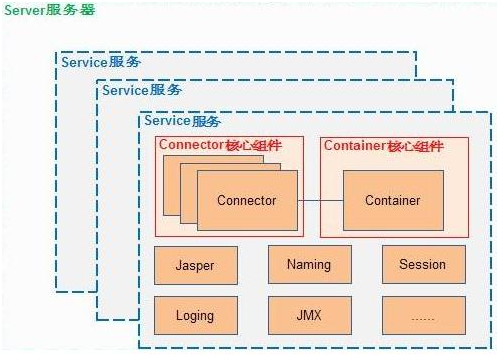 Server服务器
Service服务
Service服务
Service服务
Connector核心组件
Container核心组件
Connector
Container
Jasper
Naming
Session
Loging
JMX
......